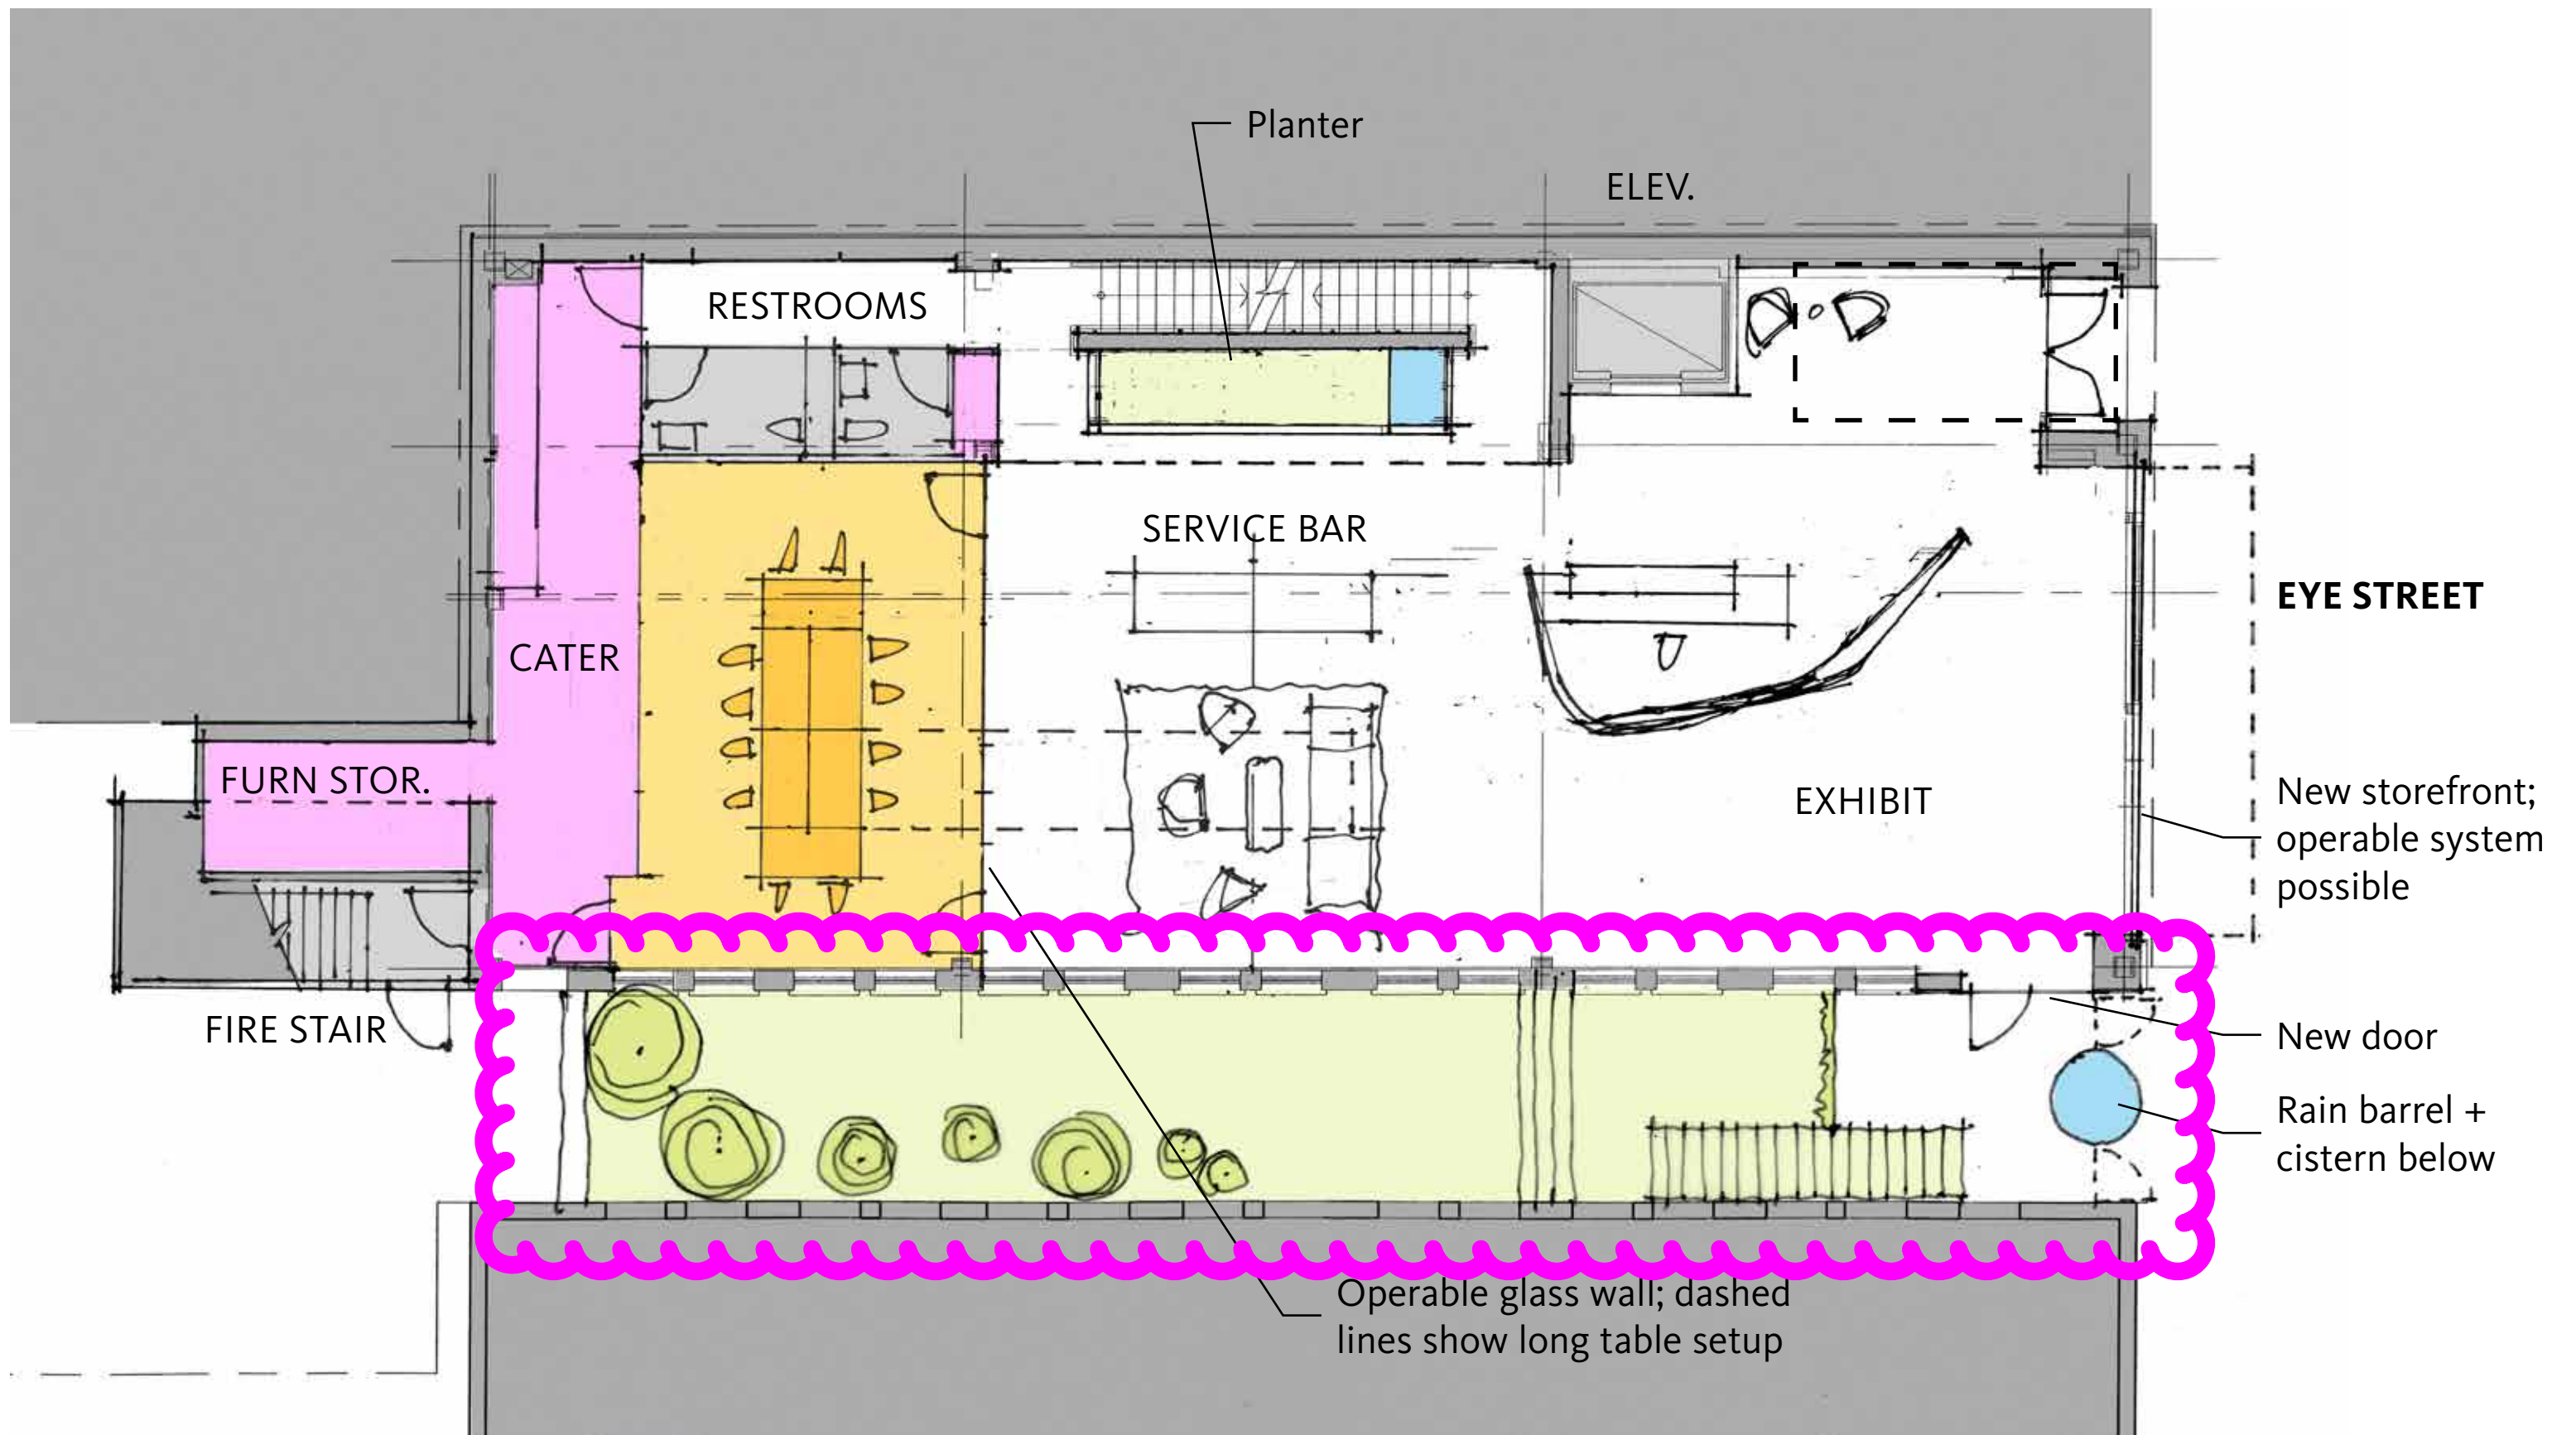 Planter
ELEV.
RESTROOMS
SERVICE BAR
EYE STREET
CATER
FURN STOR.
EXHIBIT
New storefront;
operable system
possible
FIRE STAIR
New door
Rain barrel +
cistern below
Operable glass wall; dashed
lines show long table setup